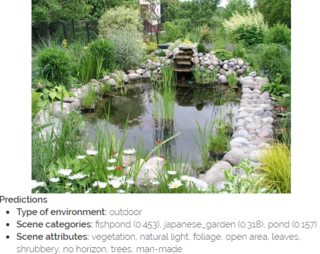 Predictions
• Type of environment: outdoor
• Scene categories: fishpond (0.453), japanese_garden (0.318), pond (0.157)
• Scene attributes: vegetation, natural light, foliage, open area, leaves,
shrubbery, no horizon, trees, man-made